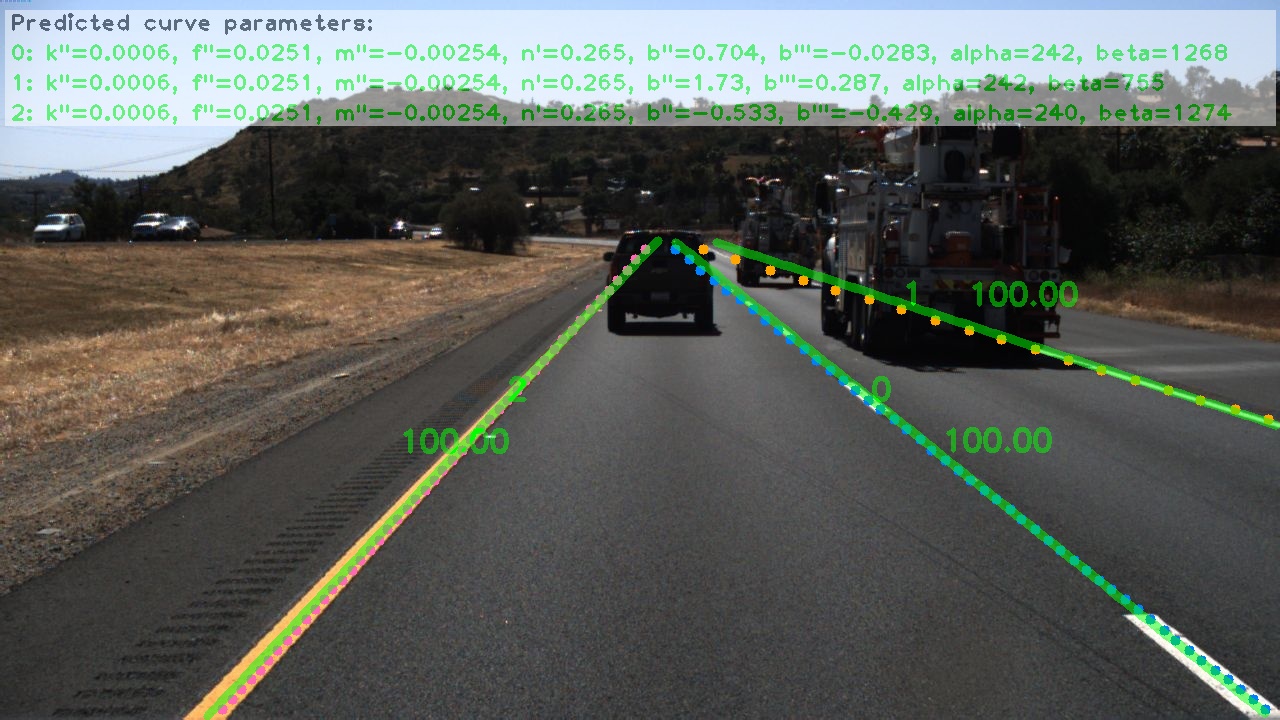 Predicted curve parameters:
0: k''=0.0006, f''=0.0251, m''=-0.00254, n'=0.265, b''=0.704, b'''=-0.0283, alpha=242, beta=1268
1: k''=0.0006, f''=0.0251, m''=-0.00254, n'=0.265, b''=1.73, b'''=0.287, alpha=242, beta=755
2: k''=0.0006, f''=0.0251, m''=-0.00254, n'=0.265, b''=-0.533, b'''=-0.429, alpha=240, beta=1274
1 100.00
2 0
100.00 100.00